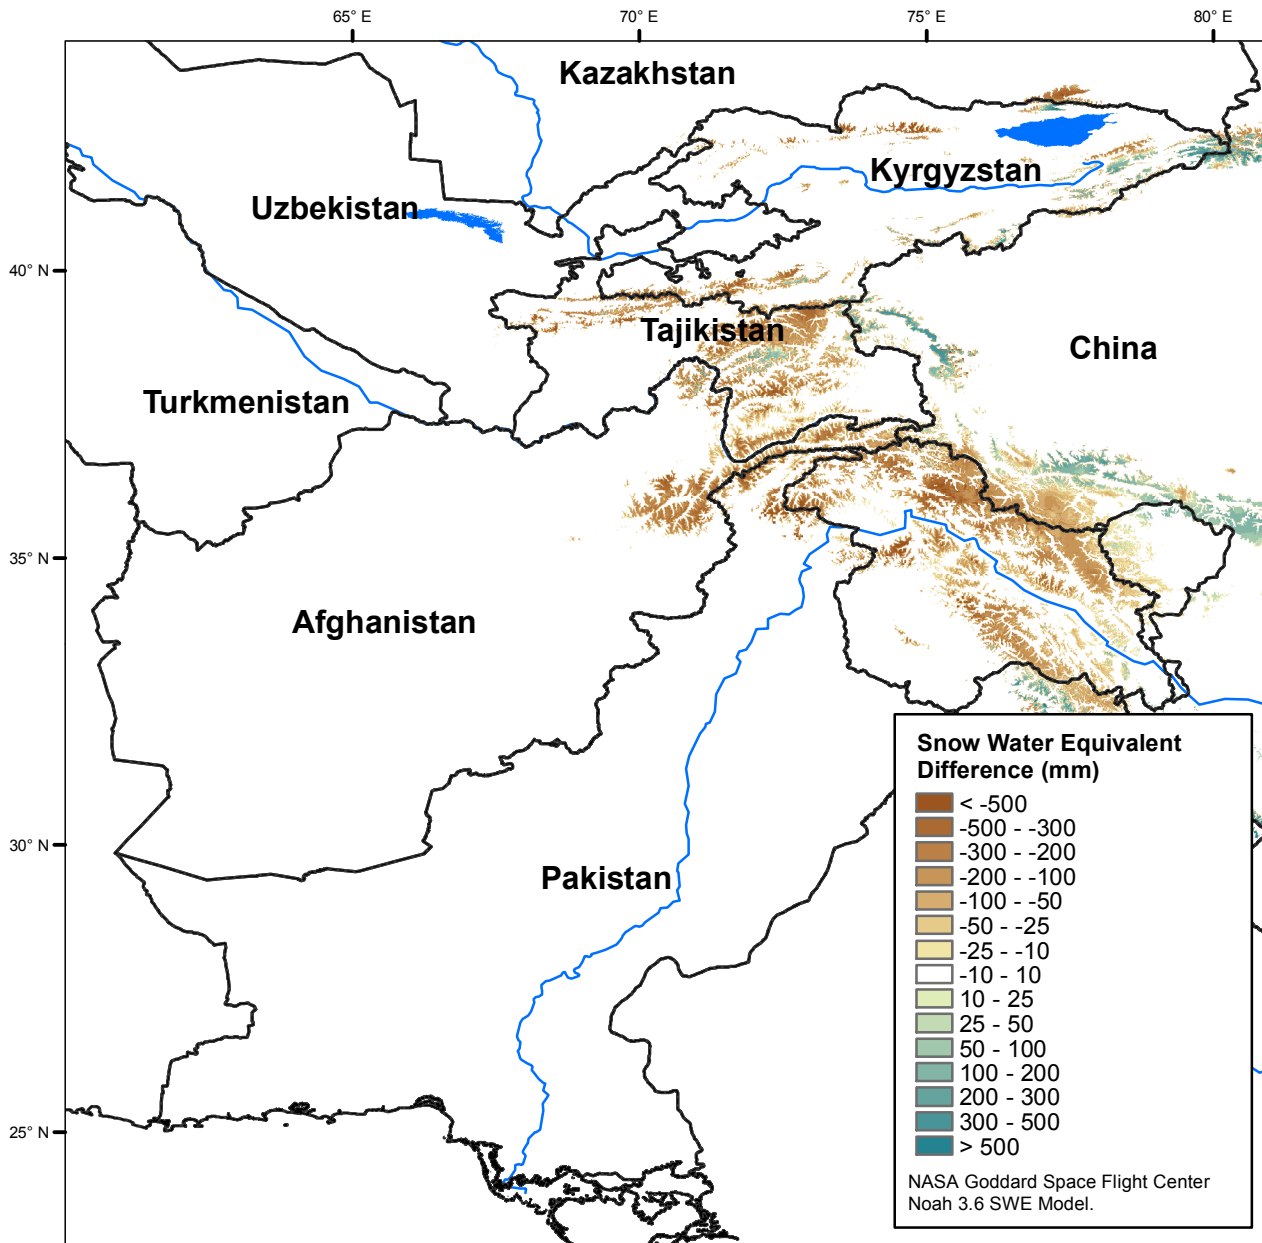 65° E
70° E
75° E
80° E
Kazakhstan
Kyrgyzstan
Uzbekistan
40° N
Tajikistan
China
Turkmenistan
35° N
Afghanistan
30° N
Pakistan
25° N
Snow Water Equivalent
Difference (mm)
< -500
-500 - -300
-300 - -200
-200 - -100
-100 - -50
-50 - -25
-25 - -10
-10 - 10
10 - 25
25 - 50
50 - 100
100 - 200
200 - 300
300 - 500
> 500
NASA Goddard Space Flight Center
Noah 3.6 SWE Model.